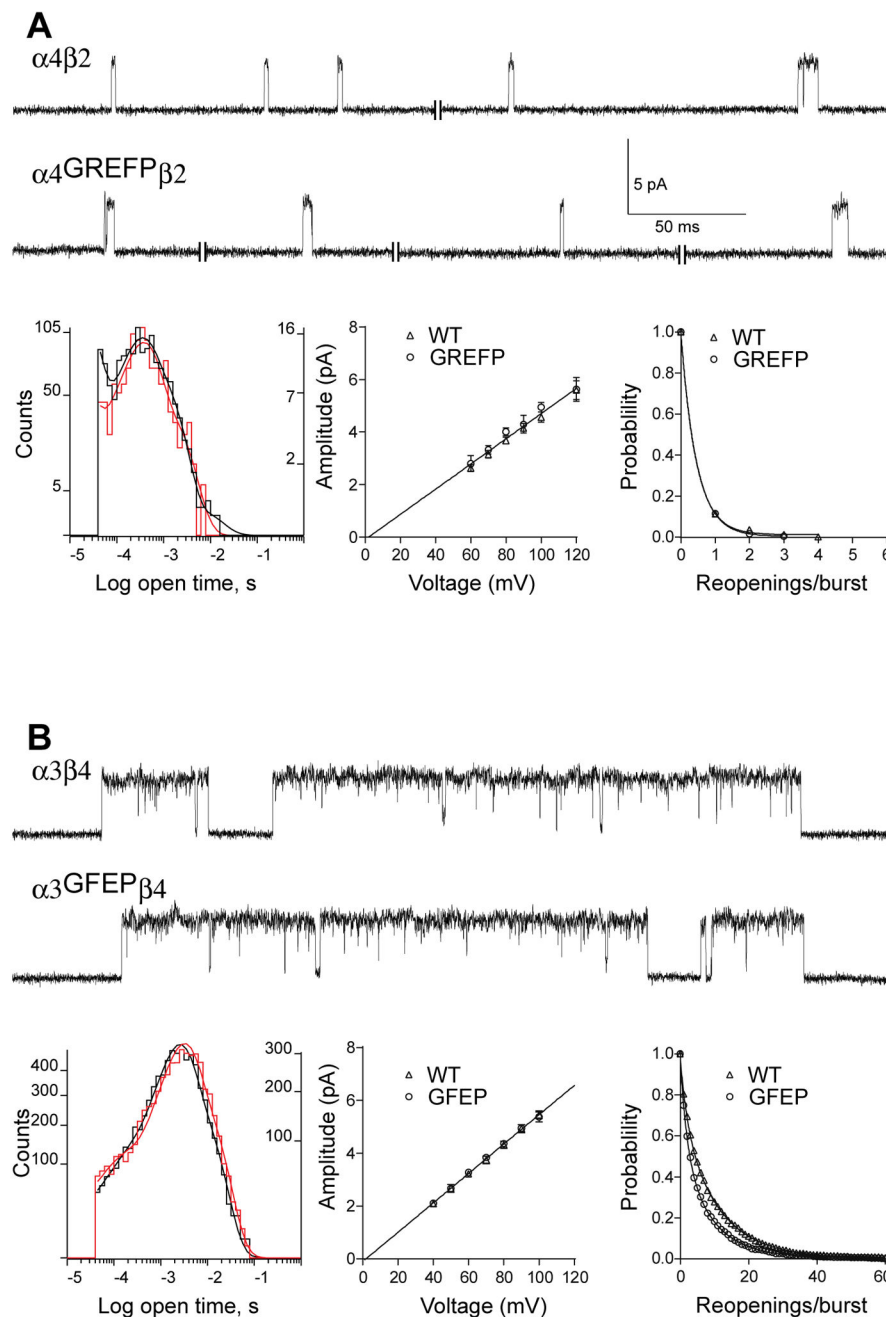 A
α4β2
α4GREFPβ2
5 pA
50 ms
105
50
5
Counts
16
7
2
-5 -4 -3 -2 -1 0
Log open time, s
8
6
4
2
0
Amplitude (pA)
WT
GREFP
0 20 40 60 80 100 120
Voltage (mV)
1.0
0.8
0.6
0.4
0.2
0.0
Probablility
WT
GREFP
0 1 2 3 4 5 6
Reopenings/burst
B
α3β4
α3GFEPβ4
400
300
200
100
Counts
300
200
100
-5 -4 -3 -2 -1 0
Log open time, s
8
6
4
2
0
Amplitude (pA)
WT
GFEP
0 20 40 60 80 100 120
Voltage (mV)
1.0
0.8
0.6
0.4
0.2
0.0
Probablility
WT
GFEP
0 20 40 60
Reopenings/burst